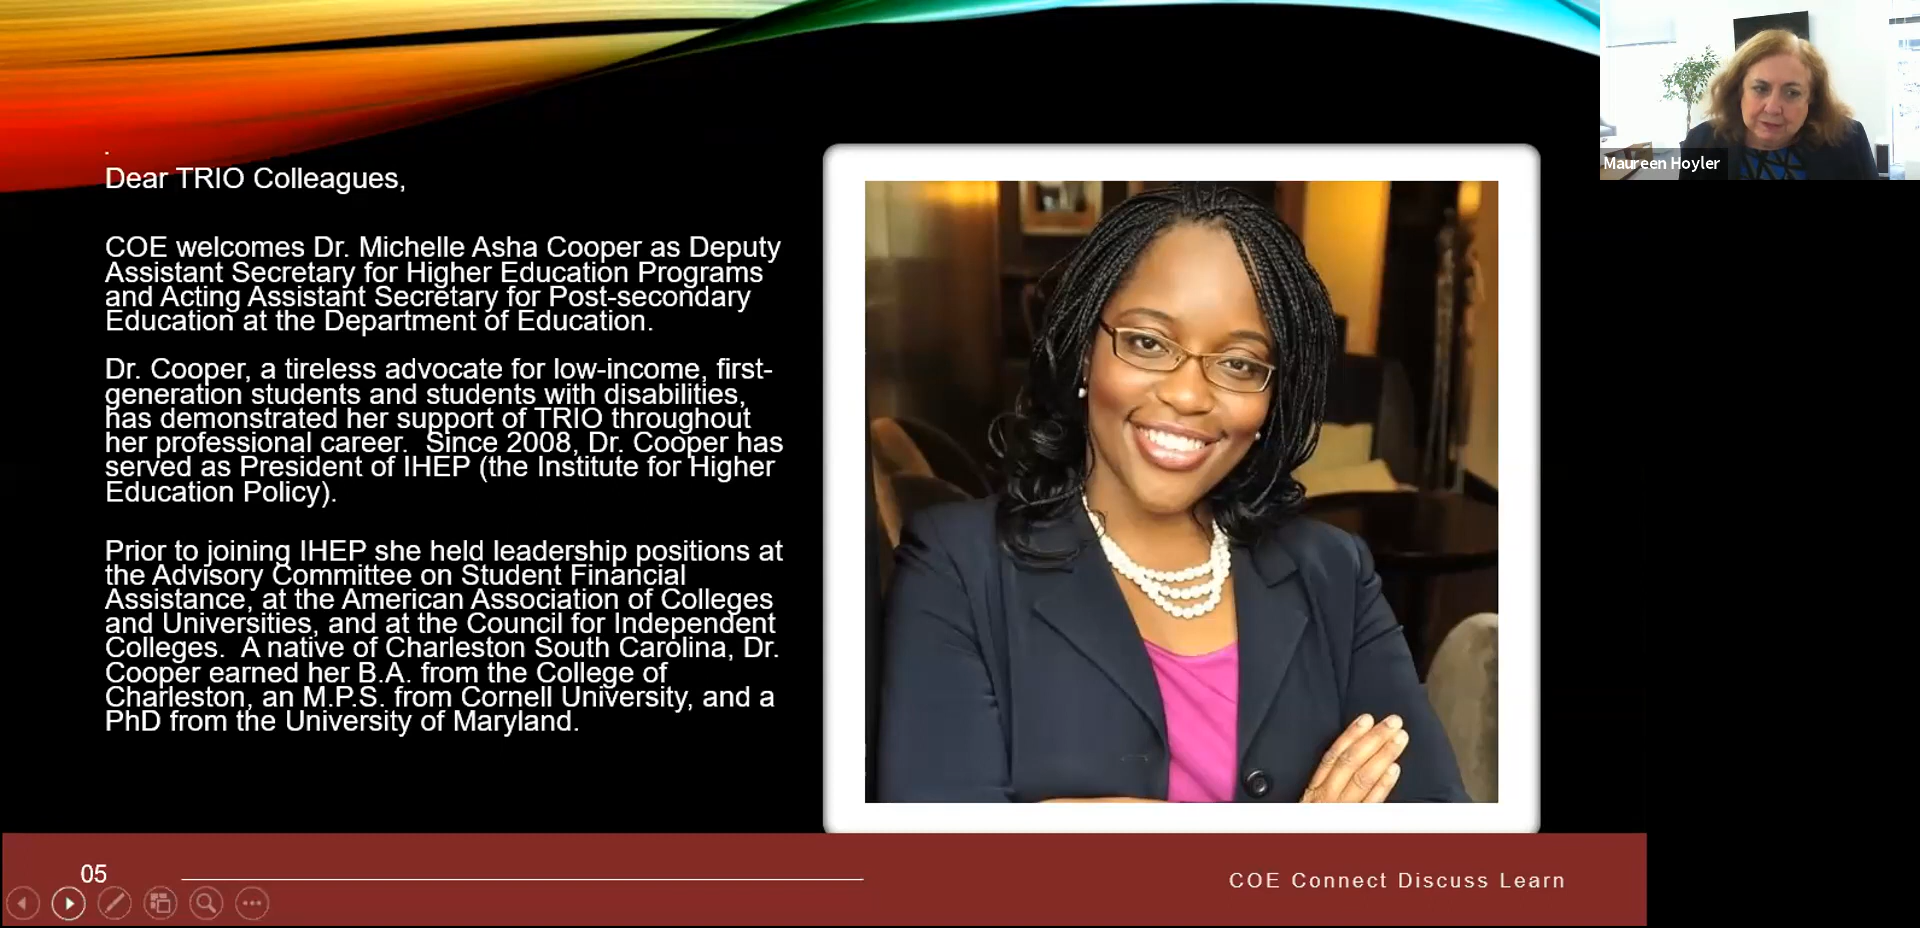 .
Dear TRIO Colleagues,
COE welcomes Dr. Michelle Asha Cooper as Deputy
Assistant Secretary for Higher Education Programs
and Acting Assistant Secretary for Post-secondary
Education at the Department of Education.
Dr. Cooper, a tireless advocate for low-income, first-
generation students and students with disabilities,
has demonstrated her support of TRIO throughout
her professional career.  Since 2008, Dr. Cooper has
served as President of IHEP (the Institute for Higher
Education Policy).
Prior to joining IHEP she held leadership positions at
the Advisory Committee on Student Financial
Assistance, at the American Association of Colleges
and Universities, and at the Council for Independent
Colleges.  A native of Charleston South Carolina, Dr.
Cooper earned her B.A. from the College of
Charleston, an M.P.S. from Cornell University, and a
PhD from the University of Maryland.
Maureen Hoyler
05
COE Connect Discuss Learn